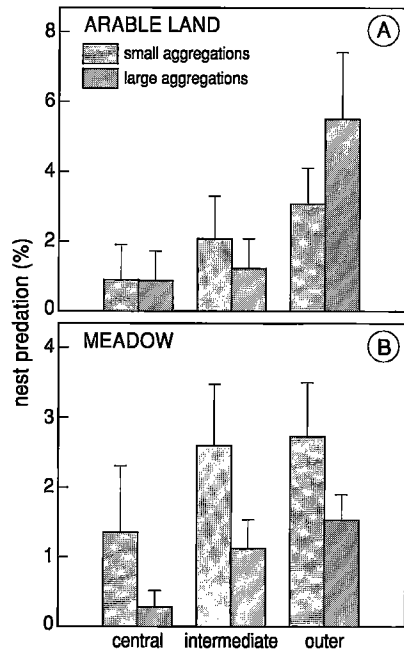 ARABLE LAND
A
small aggregations
large aggregations
8
6
4
2
0
nest predation (%)
MEADOW
B
4
3
2
1
0
central intermediate outer